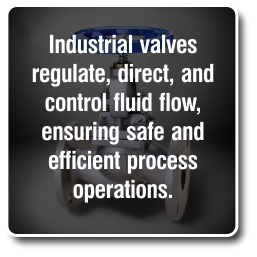 Industrial valves
regulate, direct, and
control fluid flow,
ensuring safe and
efficient process
operations.